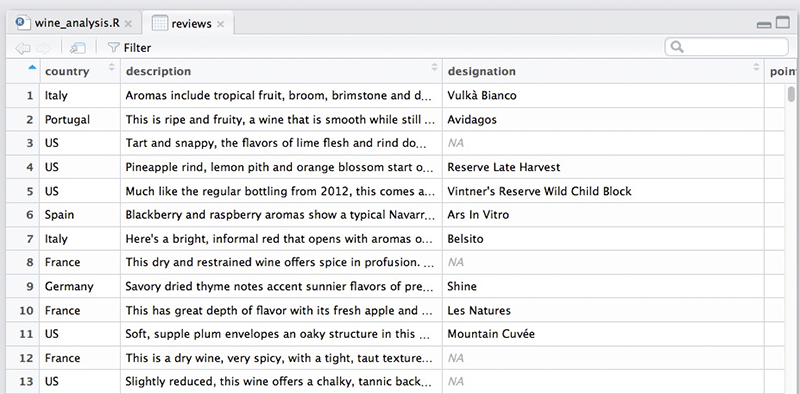 wine_analysis.R × reviews ×
Filter
country description designation poin
1 Italy Aromas include tropical fruit, broom, brimstone and d... Vulkà Bianco
2 Portugal This is ripe and fruity, a wine that is smooth while still ... Avidagos
3 US Tart and snappy, the flavors of lime flesh and rind do... NA
4 US Pineapple rind, lemon pith and orange blossom start o... Reserve Late Harvest
5 US Much like the regular bottling from 2012, this comes a... Vintner's Reserve Wild Child Block
6 Spain Blackberry and raspberry aromas show a typical Navarr... Ars In Vitro
7 Italy Here's a bright, informal red that opens with aromas o... Belsito
8 France This dry and restrained wine offers spice in profusion. ... NA
9 Germany Savory dried thyme notes accent sunnier flavors of pre... Shine
10 France This has great depth of flavor with its fresh apple and ... Les Natures
11 US Soft, supple plum envelopes an oaky structure in this ... Mountain Cuvée
12 France This is a dry wine, very spicy, with a tight, taut texture... NA
13 US Slightly reduced, this wine offers a chalky, tannic back... NA